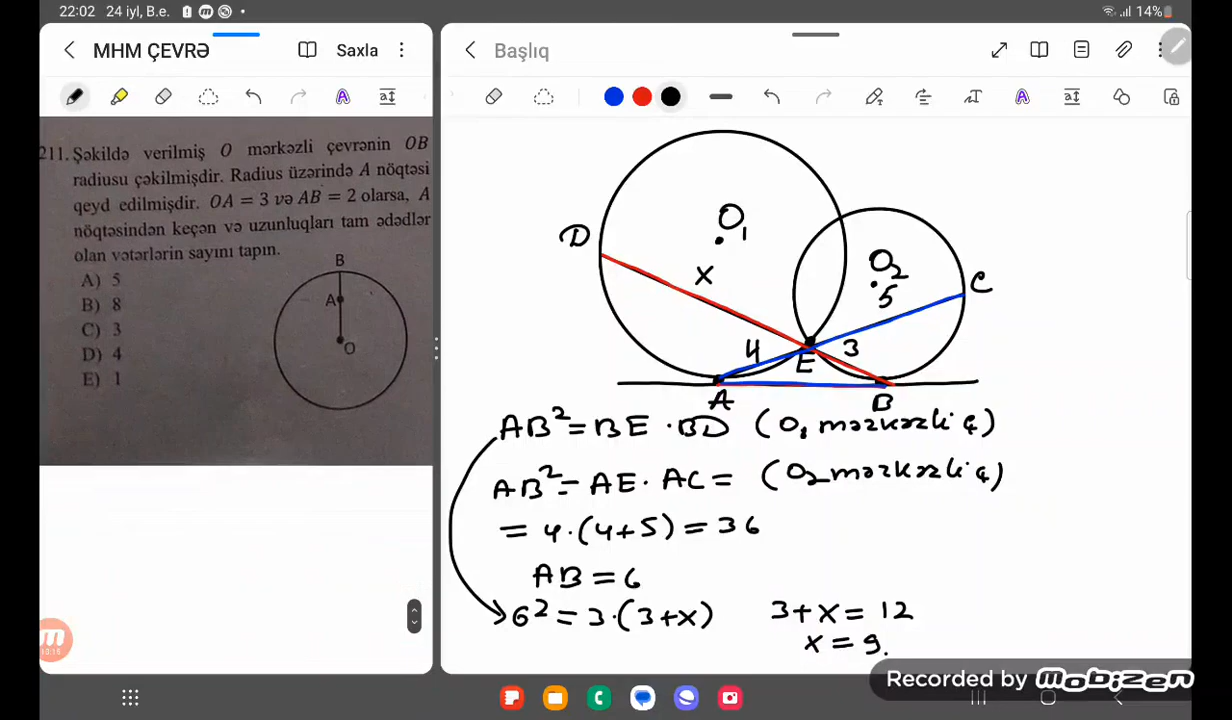 22:02 24 iyl, B.e.
14%
MHM ÇEVRƏ
Saxla
Başlıq
211. Şəkildə verilmiş O mərkəzli çevrənin OB
radiusu çəkilmişdir. Radius üzərində A nöqtəsi
qeyd edilmişdir. OA = 3 və AB = 2 olarsa, A
nöqtəsindən keçən və uzunluqları tam ədədlər
olan vətərlərin sayını tapın.
A) 5
B) 8
C) 3
D) 4
E) 1
B
A
O
D
O₁
X
O₂
5
C
4
E
3
A
B
AB² = BE · BD (O₁ mərkəzli ç)
AB² = AE · AC = (O₂ mərkəzli ç)
= 4·(4+5) = 36
AB = 6
6² = 3·(3+x) 3+x = 12
x = 9.
10:15
Recorded by mobizen